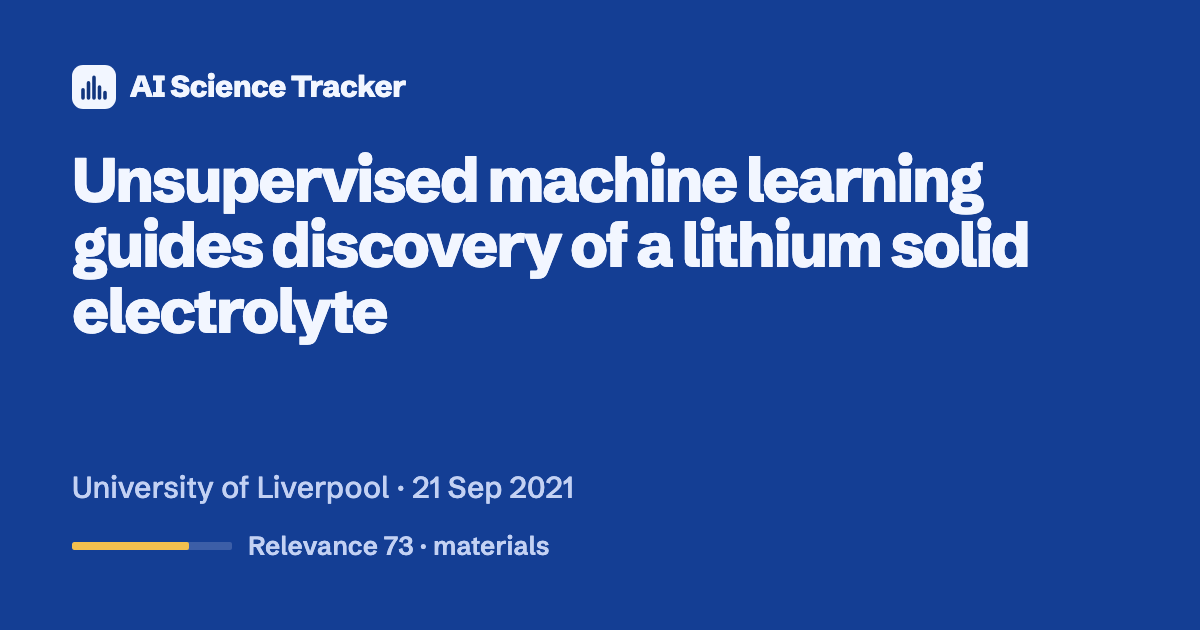 AI Science Tracker
Unsupervised machine learning
guides discovery of a lithium solid
electrolyte
University of Liverpool · 21 Sep 2021
Relevance 73 · materials